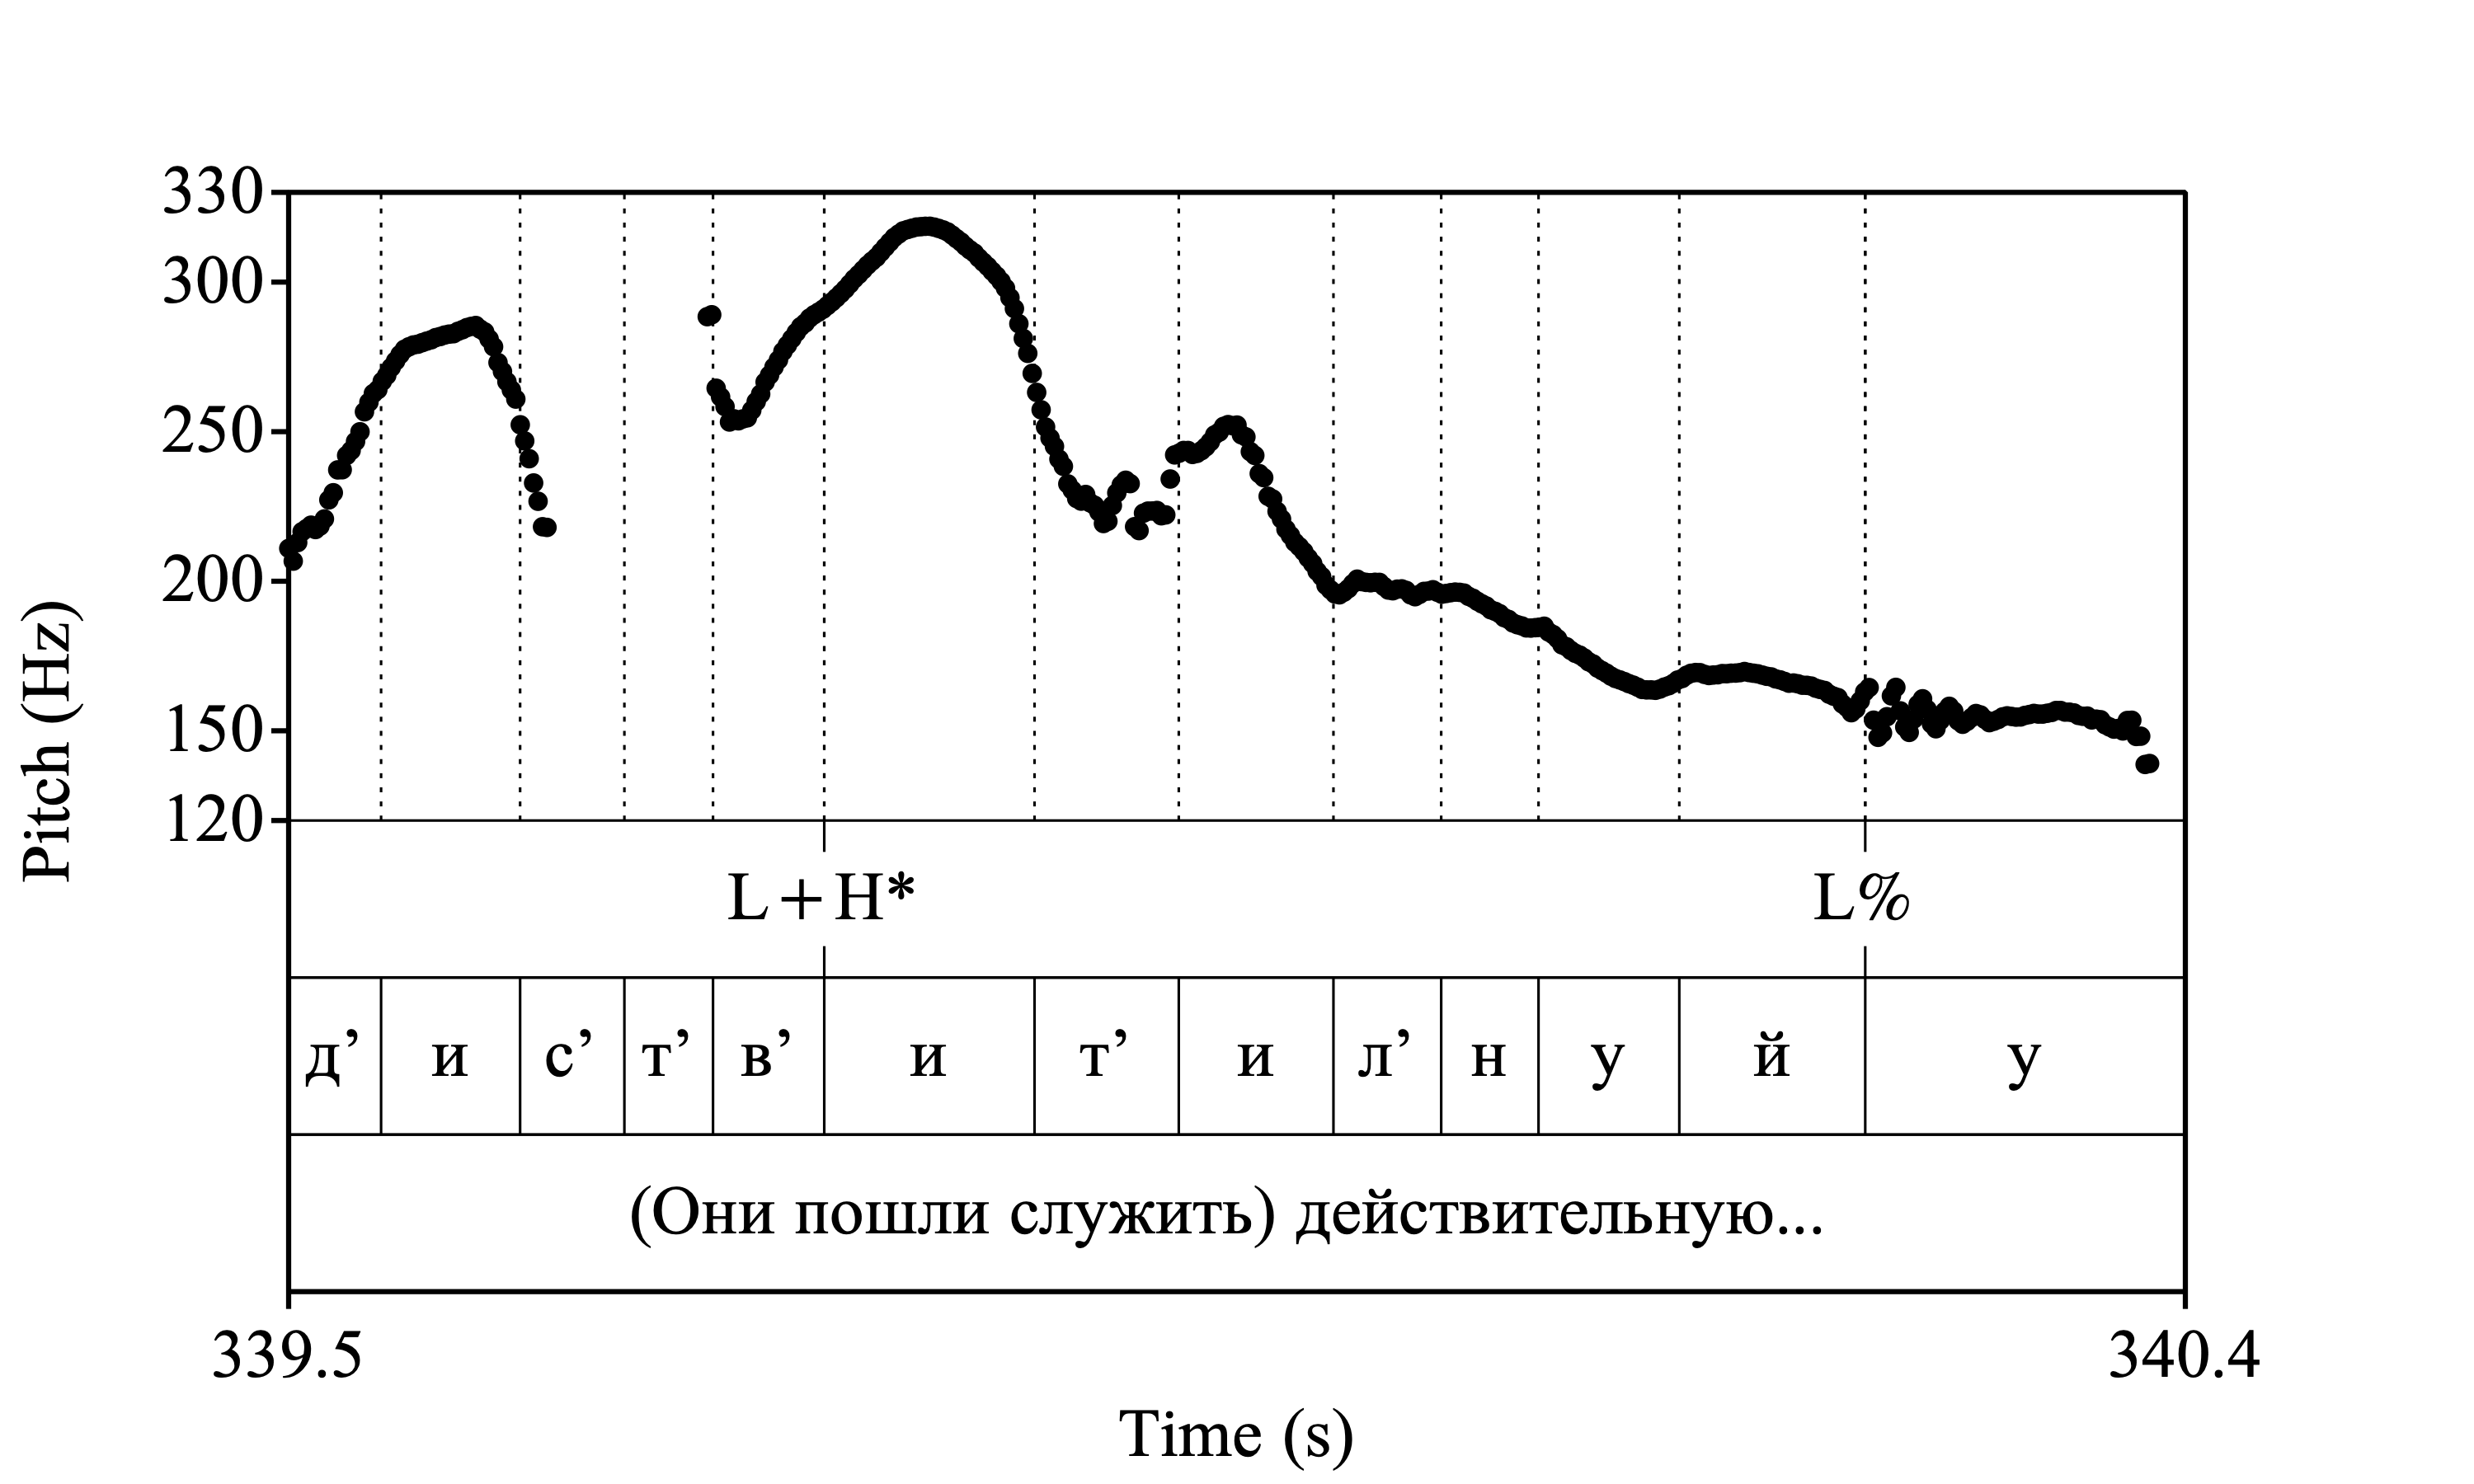 330
300
250
200
150
120
Pitch (Hz)
L+H* L%
д’ и с’ т’ в’ и т’ и л’ н у й у
(Они пошли служить) действительную...
339.5 340.4
Time (s)